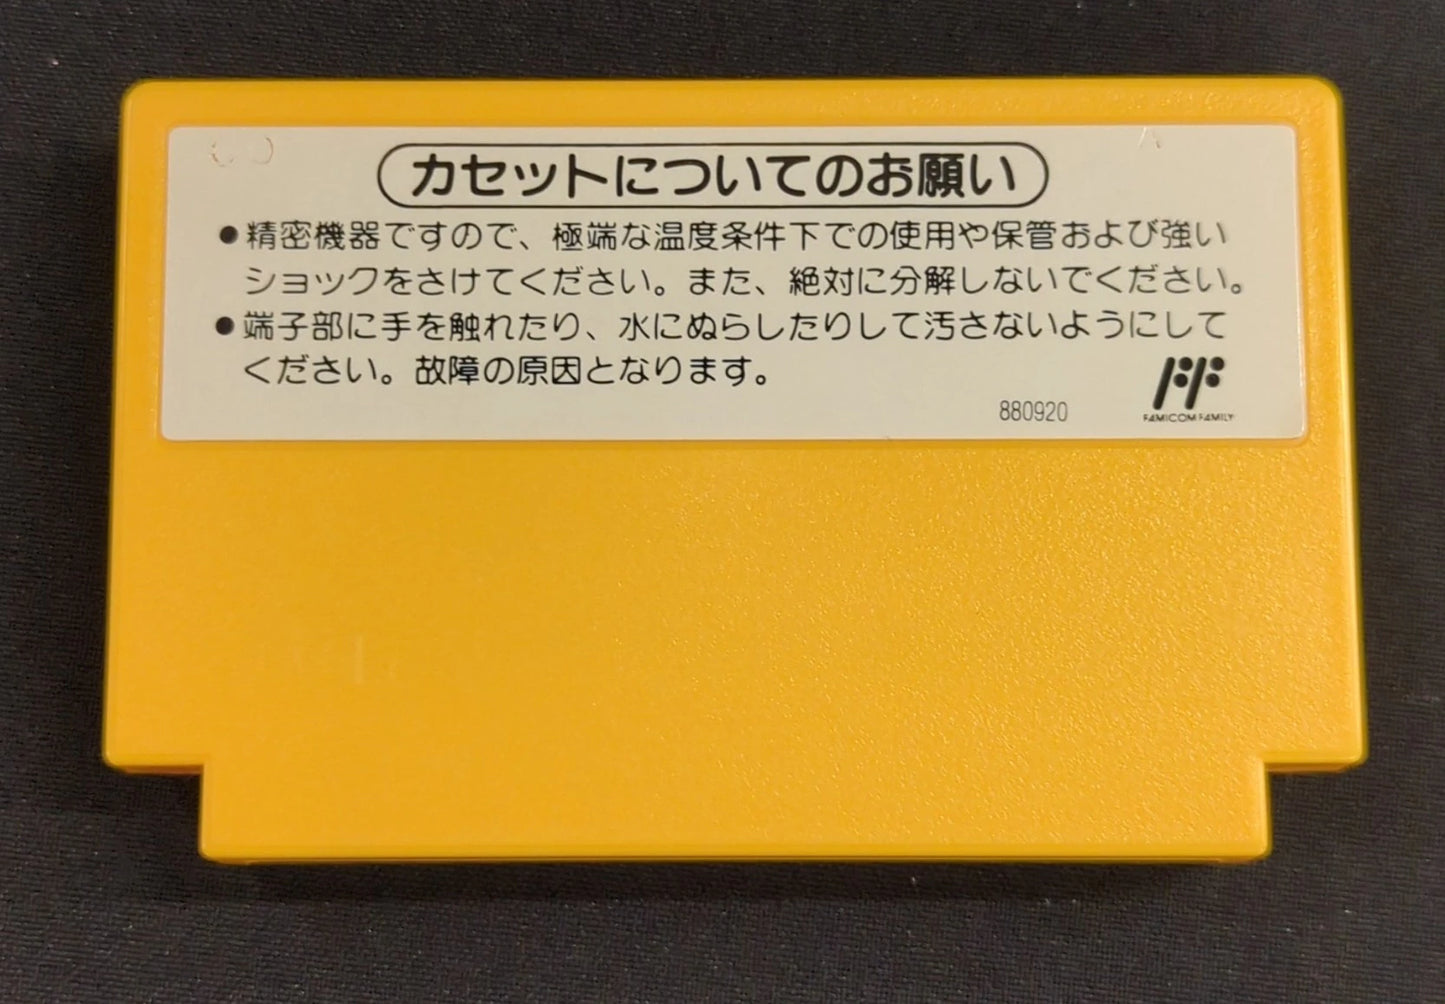 カセットについてのお願い
●精密機器ですので、極端な温度条件下での使用や保管および強い
ショックをさけてください。また、絶対に分解しないでください。
●端子部に手を触れたり、水にぬらしたりして汚さないようにして
ください。故障の原因となります。
880920
FAMICOM FAMILY